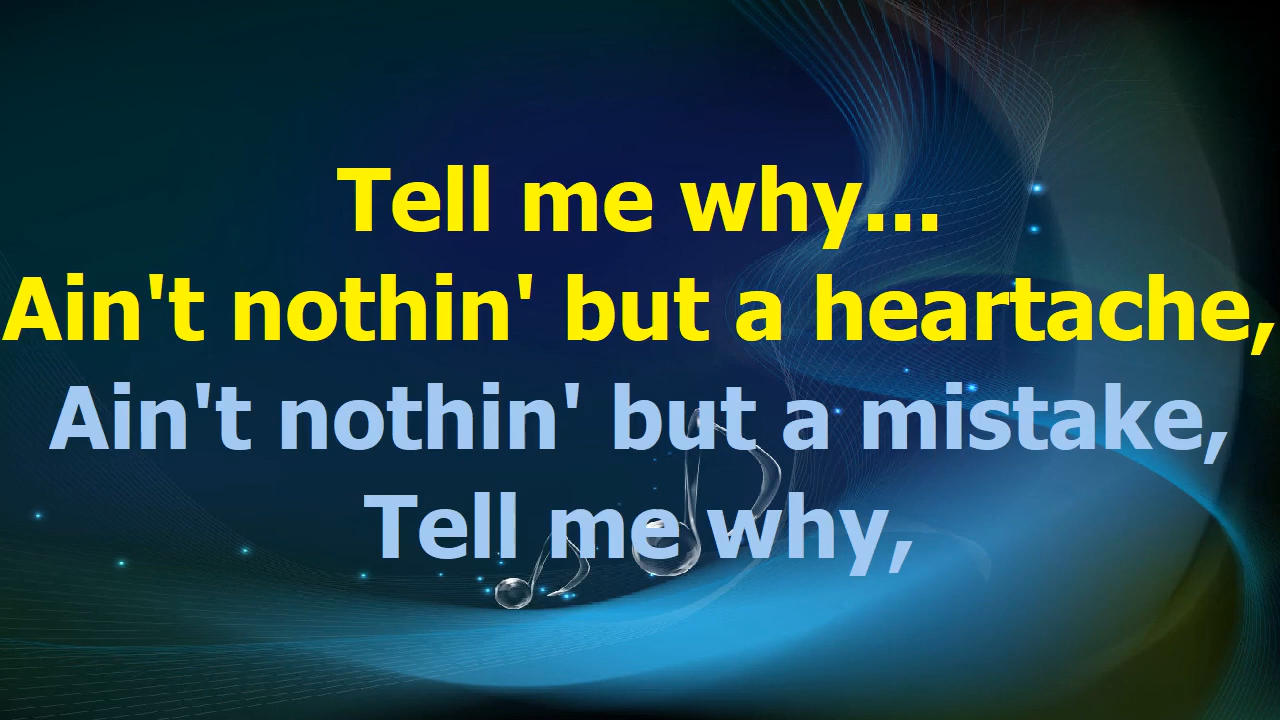 Tell me why...
Ain't nothin' but a heartache,
Ain't nothin' but a mistake,
Tell me why,